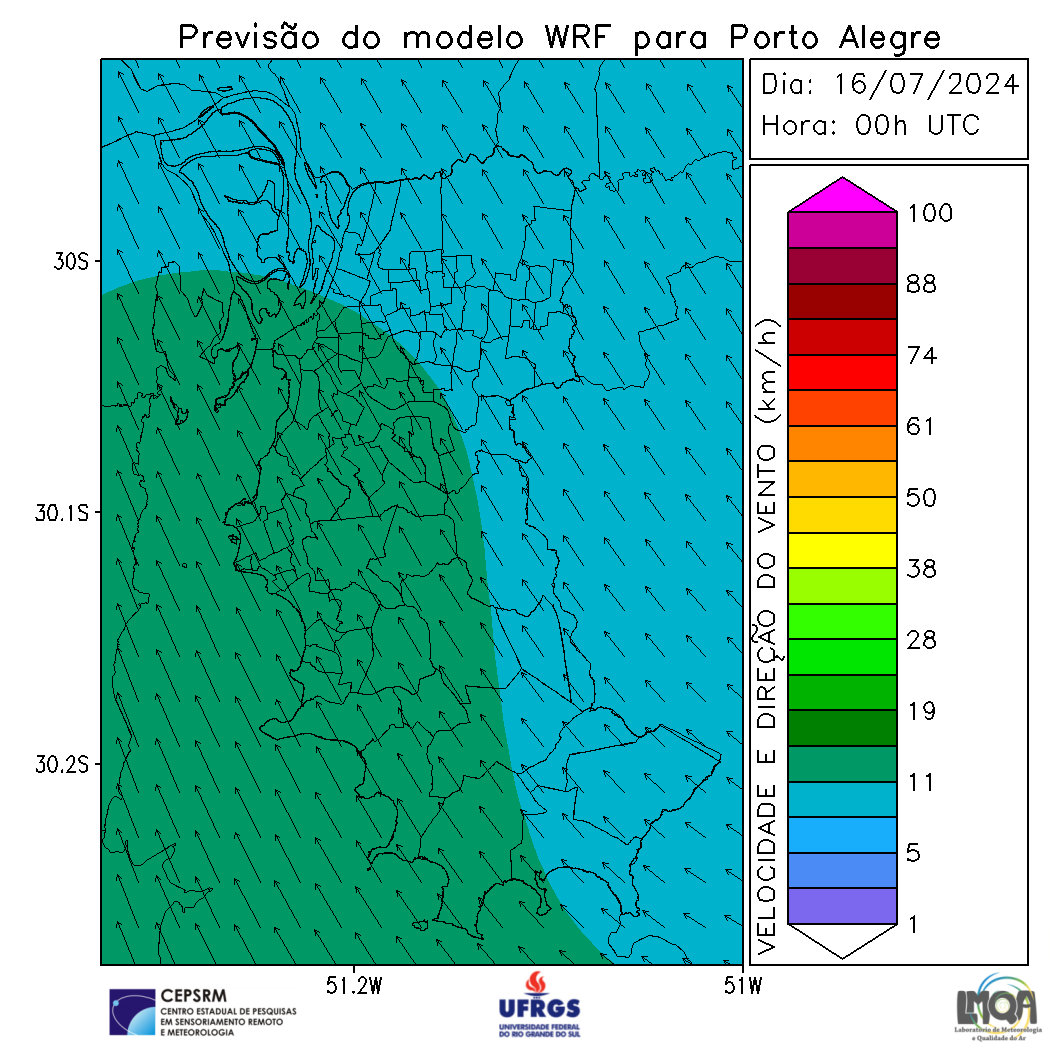 Previsão do modelo WRF para Porto Alegre
Dia: 16/07/2024
Hora: 00h UTC
30S
30.1S
30.2S
51.2W
51W
VELOCIDADE E DIREÇÃO DO VENTO (km/h)
100
88
74
61
50
38
28
19
11
5
1
CEPSRM
CENTRO ESTADUAL DE PESQUISAS
EM SENSORIAMENTO REMOTO
E METEOROLOGIA
UFRGS
UNIVERSIDADE FEDERAL
DO RIO GRANDE DO SUL
LMQA
Laboratório de Meteorologia
e Qualidade do Ar